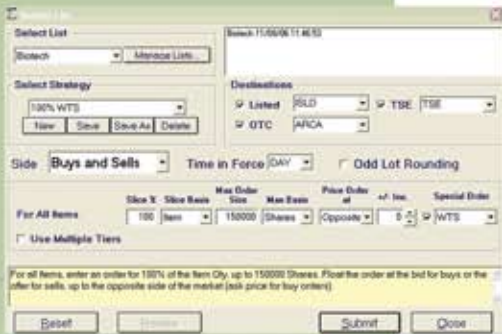 Select List
Biotech 11/06/06 11:46:53
Biotech
Manage Lists...
Select Strategy
Destinations
100% WTS
Listed ISLD
TSE TSE
New Save Save As Delete
OTC ARCA
Side Buys and Sells
Time in Force DAY
Odd Lot Rounding
Slice % Slice Basis Max Order Size Max Basis Price Order at +/- Inc. Special Order
For All Items 100 Item 150000 Shares Opposite 0 WTS
Use Multiple Tiers
For all items, enter an order for 100% of the Item Qty. up to 150000 Shares. Float the order at the bid for buys or the
offer for sells, up to the opposite side of the market (ask price for buy orders).
Reset
Submit
Close